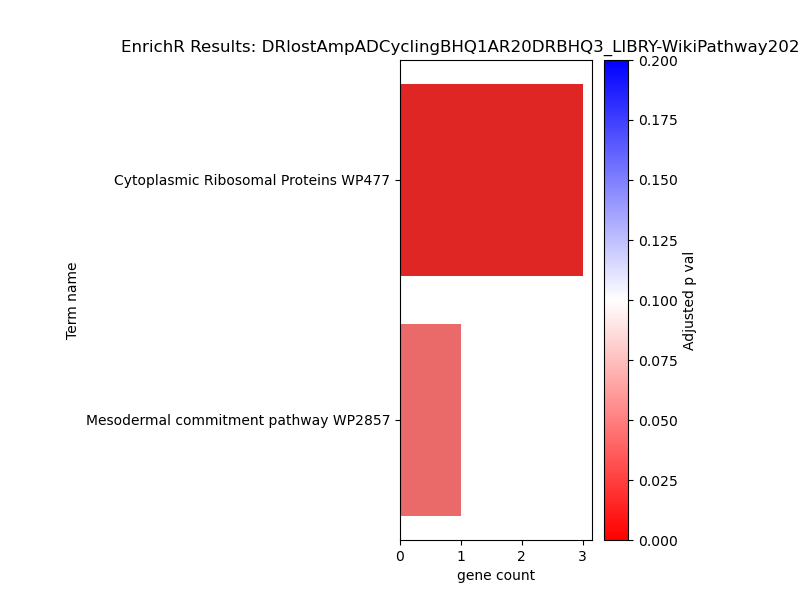 EnrichR Results: DRlostAmpADCyclingBHQ1AR20DRBHQ3_LIBRY-WikiPathway202
Term name
Cytoplasmic Ribosomal Proteins WP477
Mesodermal commitment pathway WP2857
0 1 2 3
gene count
0.200
0.175
0.150
0.125
0.100
0.075
0.050
0.025
0.000
Adjusted p val